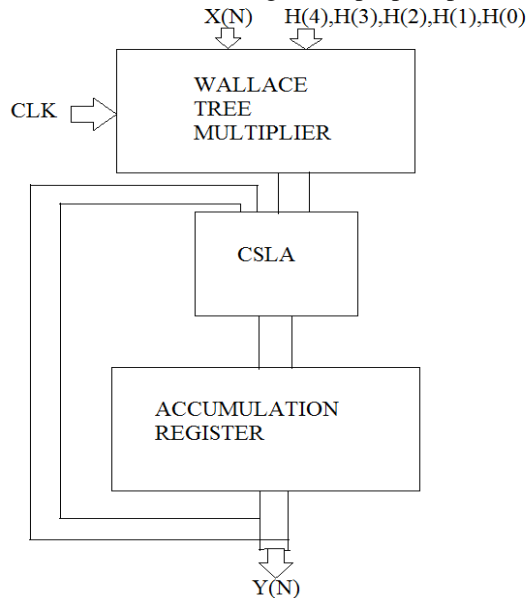 X(N) H(4),H(3),H(2),H(1),H(0)
CLK
WALLACE
TREE
MULTIPLIER
CSLA
ACCUMULATION
REGISTER
Y(N)